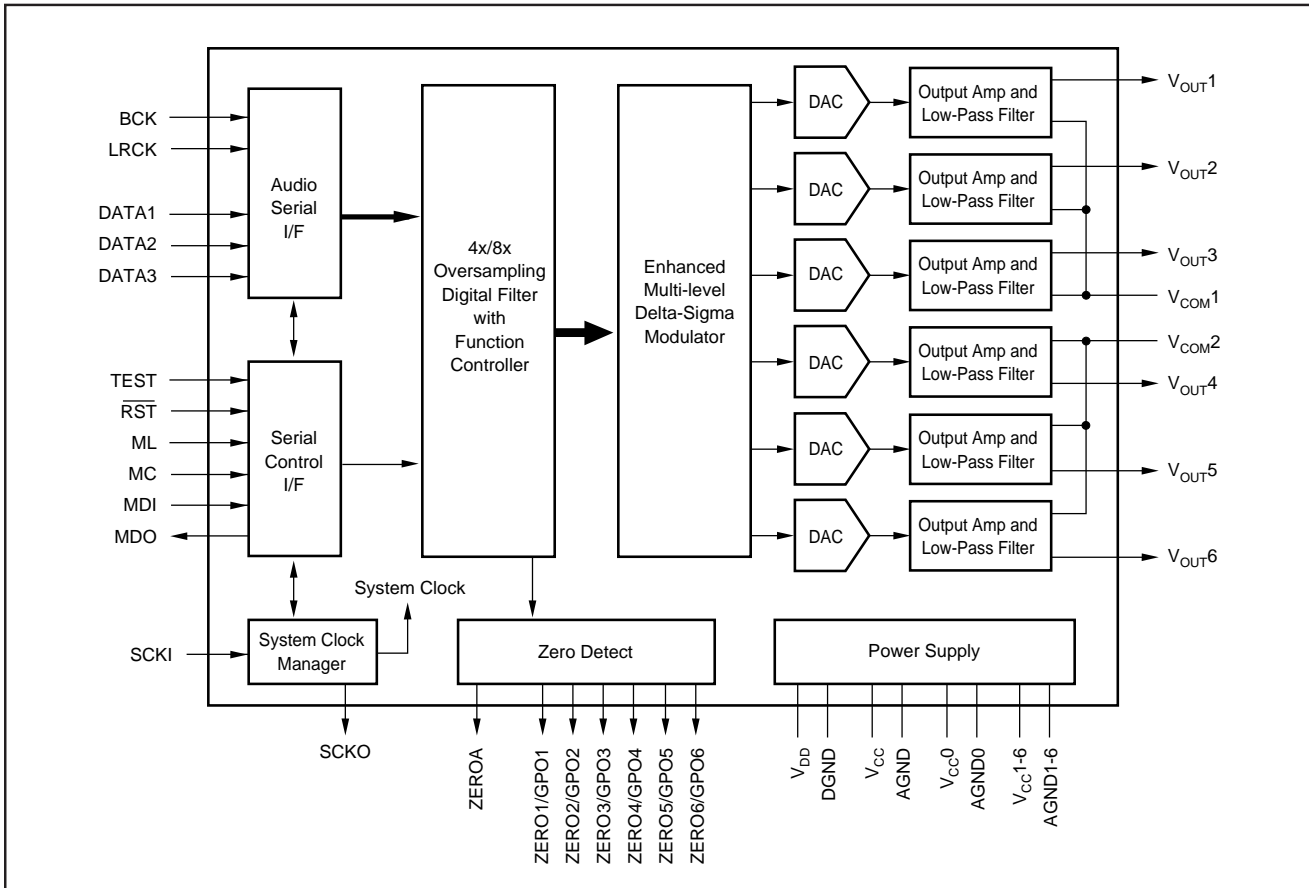 BCK
LRCK
DATA1
DATA2
DATA3
TEST
RST
ML
MC
MDI
MDO
SCKI
Audio
Serial
I/F
Serial
Control
I/F
System Clock
Manager
System Clock
SCKO
4x/8x
Oversampling
Digital Filter
with
Function
Controller
Enhanced
Multi-level
Delta-Sigma
Modulator
DAC
DAC
DAC
DAC
DAC
DAC
Output Amp and
Low-Pass Filter
Output Amp and
Low-Pass Filter
Output Amp and
Low-Pass Filter
Output Amp and
Low-Pass Filter
Output Amp and
Low-Pass Filter
Output Amp and
Low-Pass Filter
VOUT1
VOUT2
VOUT3
VCOM1
VCOM2
VOUT4
VOUT5
VOUT6
Zero Detect
ZEROA
ZERO1/GPO1
ZERO2/GPO2
ZERO3/GPO3
ZERO4/GPO4
ZERO5/GPO5
ZERO6/GPO6
Power Supply
VDD
DGND
VCC
AGND
VCC0
AGND0
VCC1-6
AGND1-6